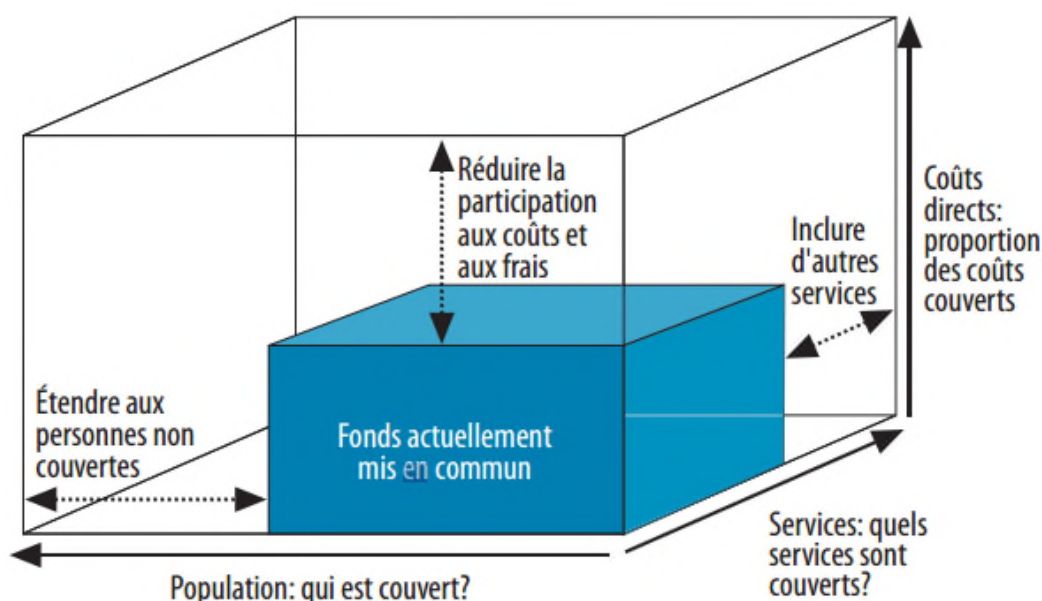 Réduire la
participation
aux coûts et
aux frais
Inclure
d'autres
services
Coûts
directs:
proportion
des coûts
couverts
Étendre aux
personnes non
couvertes
Fonds actuellement
mis en commun
Services: quels
services sont
couverts?
Population: qui est couvert?